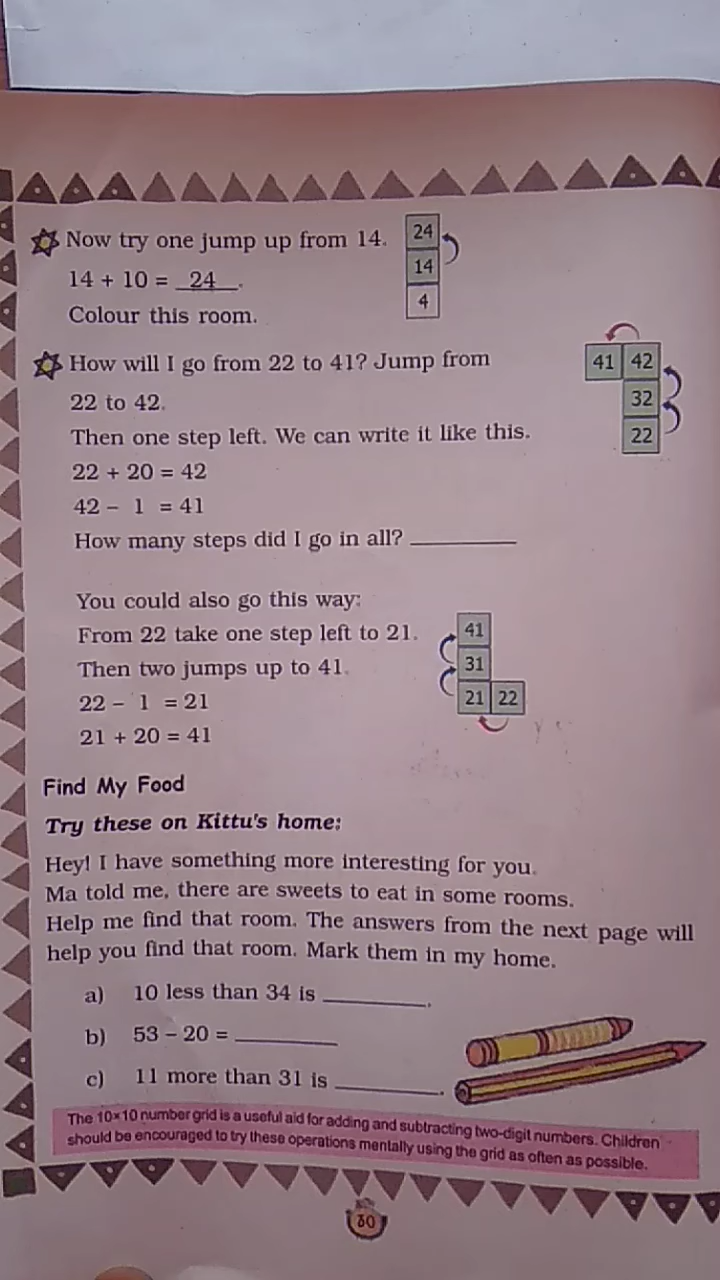 Now try one jump up from 14.
14 + 10 = 24.
Colour this room.
24
14
4
How will I go from 22 to 41? Jump from
22 to 42.
Then one step left. We can write it like this.
22 + 20 = 42
42 – 1 = 41
How many steps did I go in all? __________
41 42
32
22
You could also go this way:
From 22 take one step left to 21.
Then two jumps up to 41.
22 – 1 = 21
21 + 20 = 41
41
31
21 22
Find My Food
Try these on Kittu's home:
Hey! I have something more interesting for you.
Ma told me, there are sweets to eat in some rooms.
Help me find that room. The answers from the next page will
help you find that room. Mark them in my home.
a) 10 less than 34 is __________.
b) 53 – 20 = __________
c) 11 more than 31 is __________.
The 10×10 number grid is a useful aid for adding and subtracting two-digit numbers. Children
should be encouraged to try these operations mentally using the grid as often as possible.
30